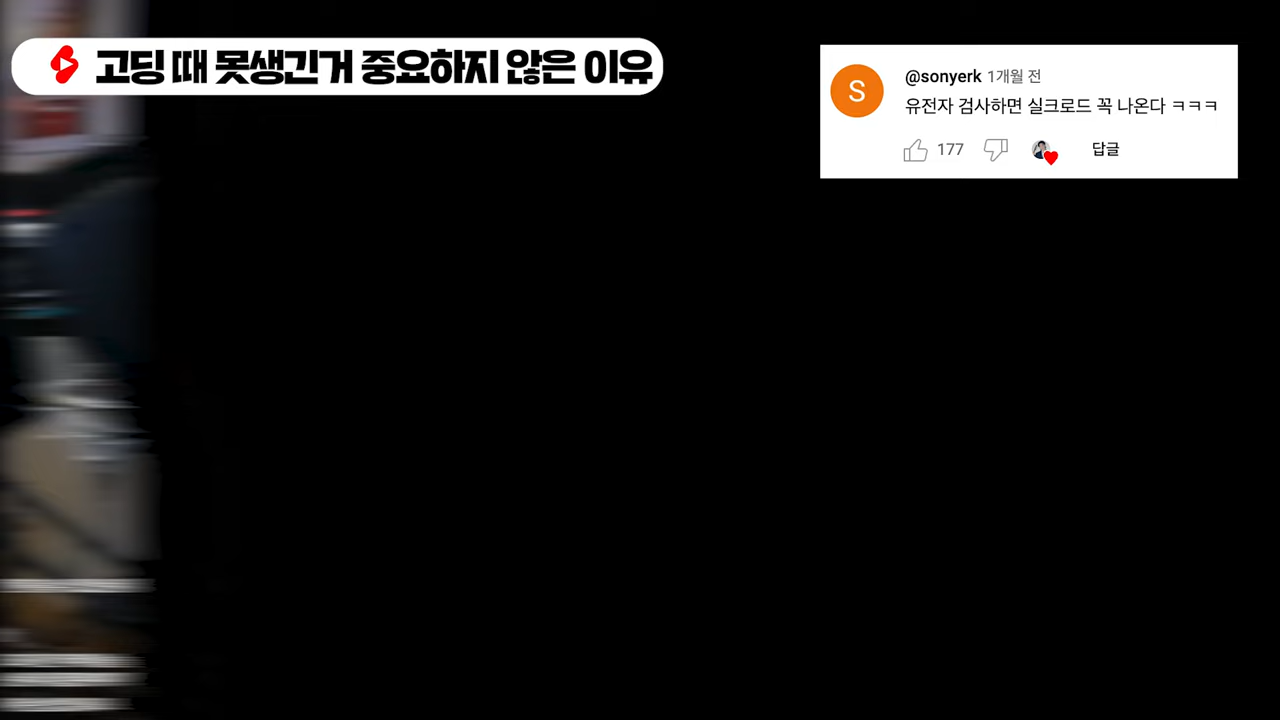 고딩 때 못생긴거 중요하지 않은 이유
@sonyerk 1개월 전
유전자 검사하면 실크로드 꼭 나온다 ㅋㅋㅋ
177 답글
S